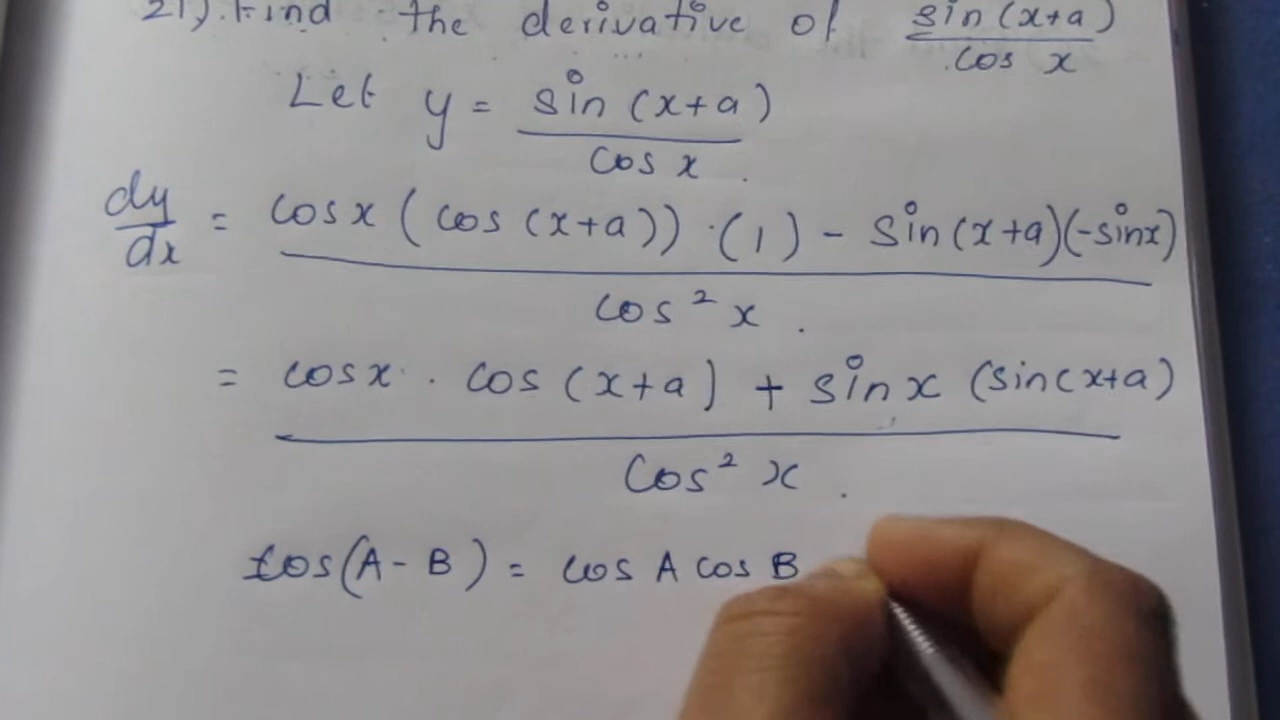 21). Find the derivative of sin (x+a) / cos x
Let y = sin (x+a) / cos x .
dy/dx = cos x ( cos (x+a)) · (1) - sin (x+a)(-sinx) / cos² x .
= cos x · cos (x+a) + sin x (sin(x+a) / cos² x .
cos(A - B) = cos A cos B